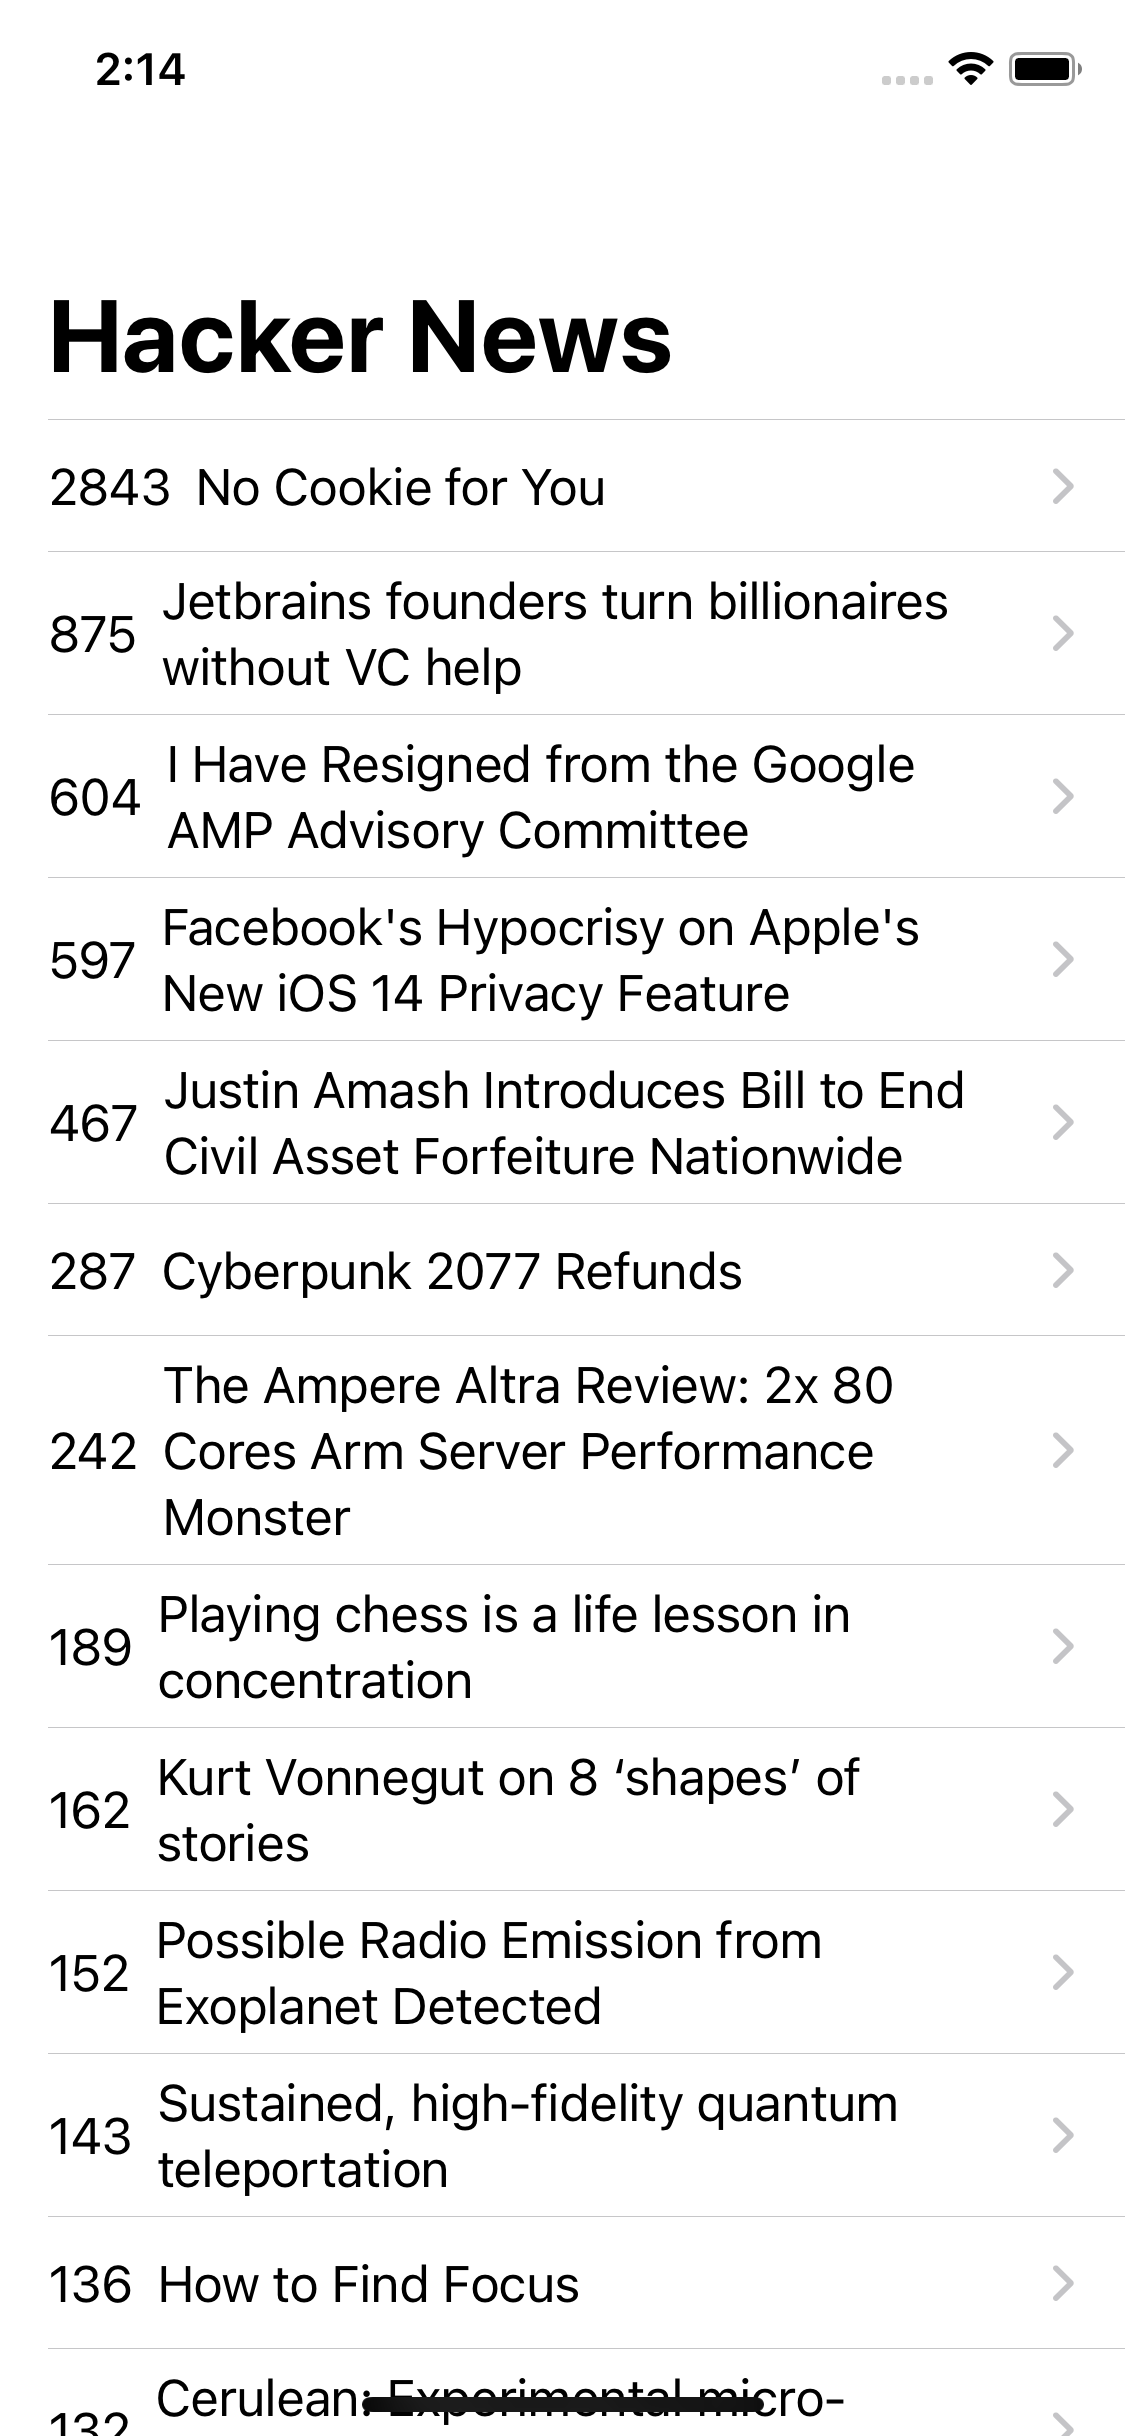 2:14
Hacker News
2843 No Cookie for You
Jetbrains founders turn billionaires
875
without VC help
I Have Resigned from the Google
604
AMP Advisory Committee
Facebook's Hypocrisy on Apple's
597
New iOS 14 Privacy Feature
Justin Amash Introduces Bill to End
467
Civil Asset Forfeiture Nationwide
287 Cyberpunk 2077 Refunds
The Ampere Altra Review: 2x 80
242 Cores Arm Server Performance
Monster
Playing chess is a life lesson in
189
concentration
Kurt Vonnegut on 8 ‘shapes’ of
162
stories
Possible Radio Emission from
152
Exoplanet Detected
Sustained, high-fidelity quantum
143
teleportation
136 How to Find Focus
Cerulean: Experimental micro-
132